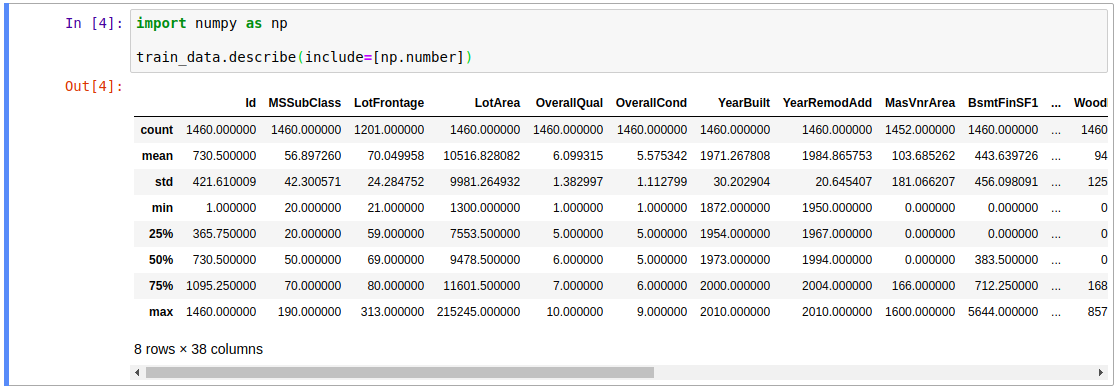 In [4]: import numpy as np
train_data.describe(include=[np.number])
Out[4]:
Id MSSubClass LotFrontage LotArea OverallQual OverallCond YearBuilt YearRemodAdd MasVnrArea BsmtFinSF1 ... Wood
count 1460.000000 1460.000000 1201.000000 1460.000000 1460.000000 1460.000000 1460.000000 1460.000000 1452.000000 1460.000000 ... 1460
mean 730.500000 56.897260 70.049958 10516.828082 6.099315 5.575342 1971.267808 1984.865753 103.685262 443.639726 ... 94
std 421.610009 42.300571 24.284752 9981.264932 1.382997 1.112799 30.202904 20.645407 181.066207 456.098091 ... 125
min 1.000000 20.000000 21.000000 1300.000000 1.000000 1.000000 1872.000000 1950.000000 0.000000 0.000000 ... 0
25% 365.750000 20.000000 59.000000 7553.500000 5.000000 5.000000 1954.000000 1967.000000 0.000000 0.000000 ... 0
50% 730.500000 50.000000 69.000000 9478.500000 6.000000 5.000000 1973.000000 1994.000000 0.000000 383.500000 ... 0
75% 1095.250000 70.000000 80.000000 11601.500000 7.000000 6.000000 2000.000000 2004.000000 166.000000 712.250000 ... 168
max 1460.000000 190.000000 313.000000 215245.000000 10.000000 9.000000 2010.000000 2010.000000 1600.000000 5644.000000 ... 857
8 rows × 38 columns